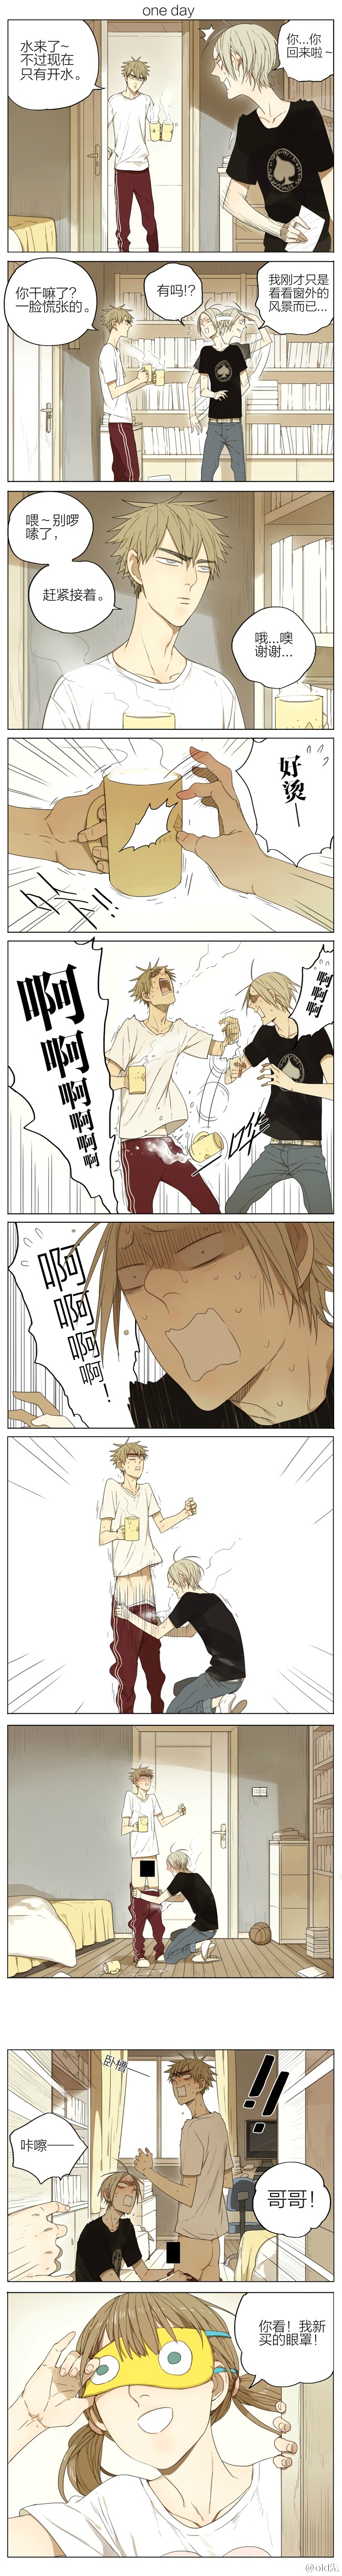 one day
水来了~
不过现在
只有开水。
你...你
回来啦~
你干嘛了?
一脸慌张的。
有吗!?
我刚才只是
看看窗外的
风景而已...
喂~别啰
嗦了,
赶紧接着。
哦...噢
谢谢...
好烫—
啊啊啊啊啊啊
啊啊啊
啊啊啊啊!
卧槽——
咔嚓——
!!
哥哥!
你看!我新
买的眼罩!
@old先